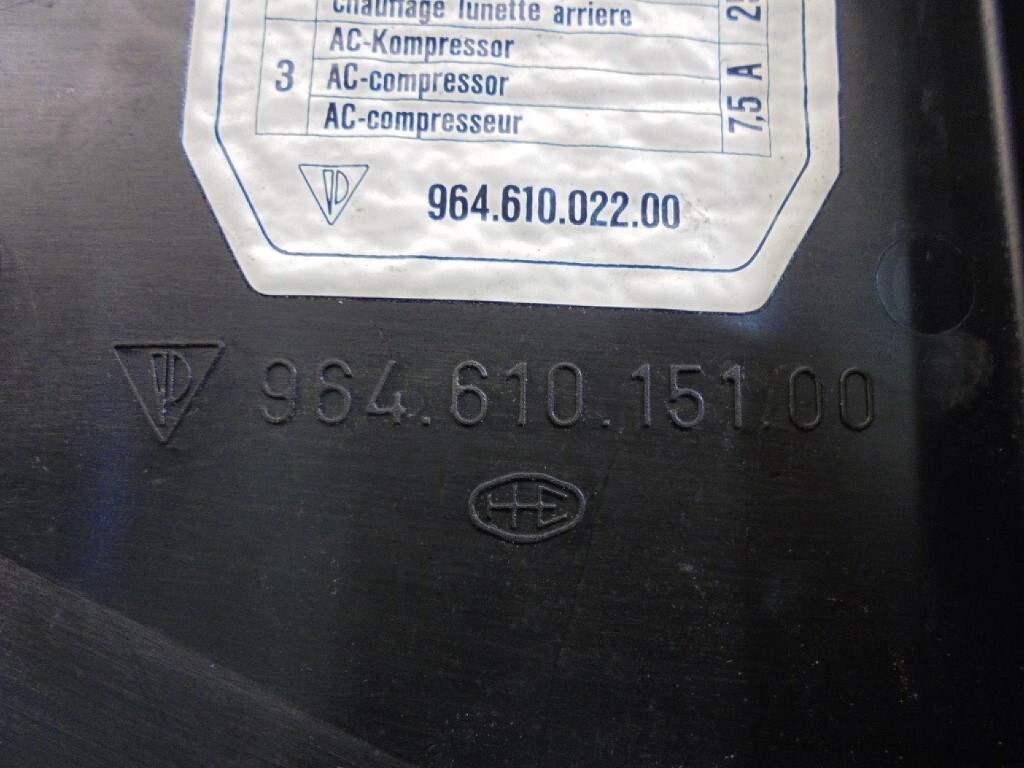 chauffage lunette arriere
AC-Kompressor
3 AC-compressor 7,5 A
AC-compresseur
964.610.022.00
964.610.151.00
HE